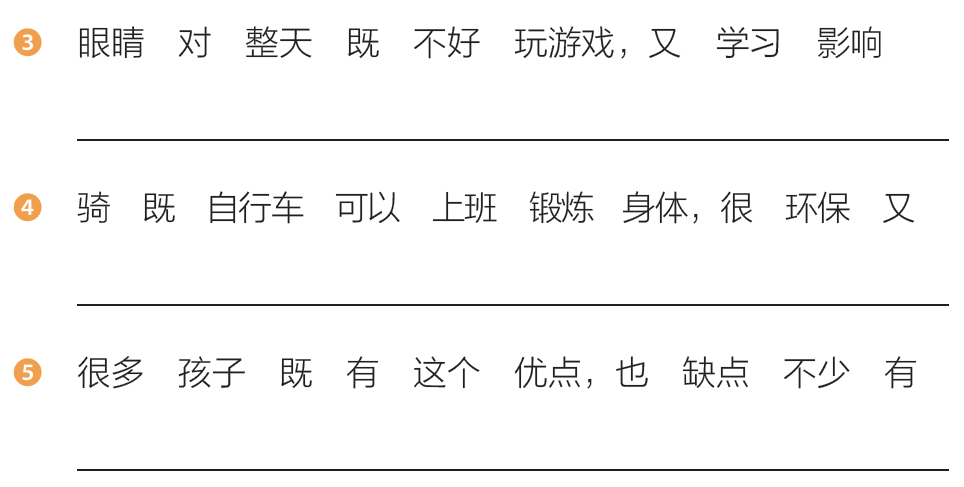 3 眼睛 对 整天 既 不好 玩游戏，又 学习 影响
4 骑 既 自行车 可以 上班 锻炼 身体，很 环保 又
5 很多 孩子 既 有 这个 优点，也 缺点 不少 有